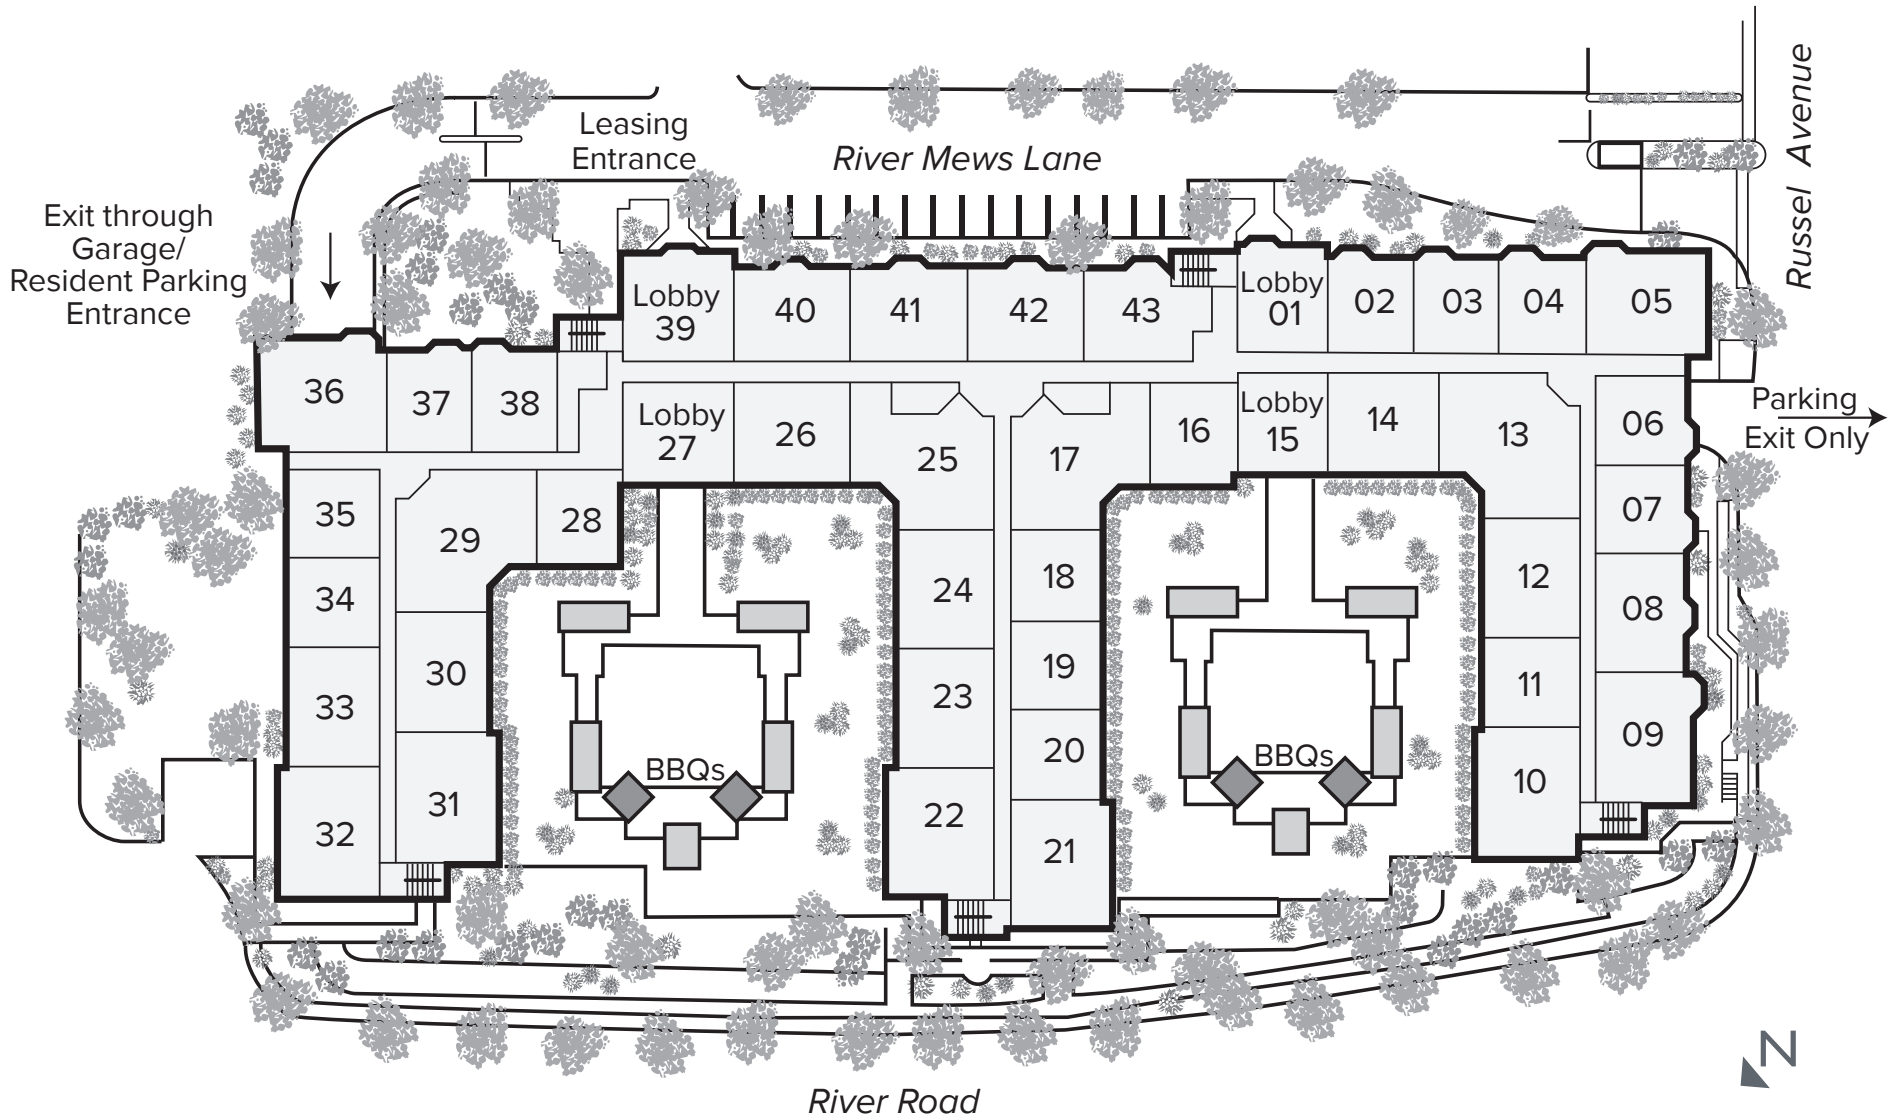 Leasing
Entrance
River Mews Lane
Russel Avenue
Exit through
Garage/
Resident Parking
Entrance
Lobby
39
40
41
42
43
Lobby
01
02
03
04
05
36
37
38
Lobby
27
26
25
17
16
Lobby
15
14
13
06
Parking
Exit Only
35
29
28
07
34
24
18
12
08
33
30
23
19
11
09
32
31
22
20
21
10
BBQs
BBQs
N
River Road